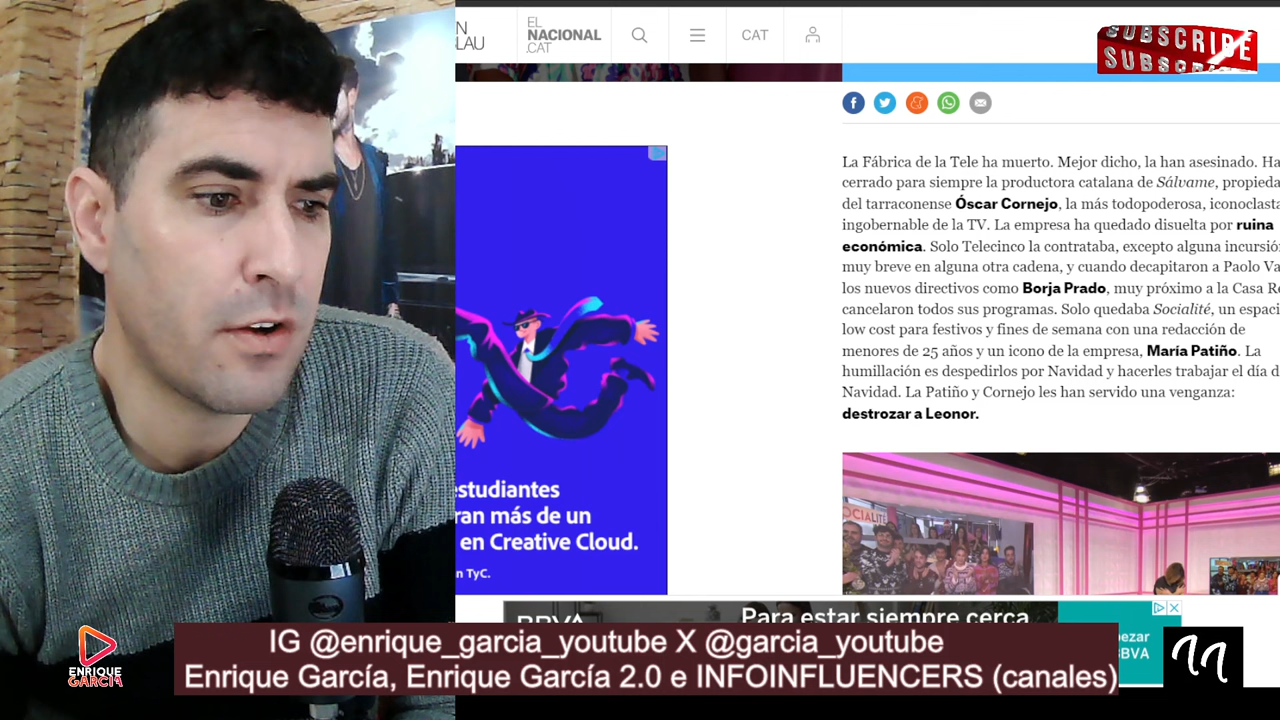 EL
NACIONAL
.CAT
CAT
SUBSCRIBE
La Fábrica de la Tele ha muerto. Mejor dicho, la han asesinado. Ha
cerrado para siempre la productora catalana de Sálvame, propieda
del tarraconense Óscar Cornejo, la más todopoderosa, iconoclasta
ingobernable de la TV. La empresa ha quedado disuelta por ruina
económica. Solo Telecinco la contrataba, excepto alguna incursión
muy breve en alguna otra cadena, y cuando decapitaron a Paolo Va
los nuevos directivos como Borja Prado, muy próximo a la Casa Re
cancelaron todos sus programas. Solo quedaba Socialité, un espaci
low cost para festivos y fines de semana con una redacción de
menores de 25 años y un icono de la empresa, María Patiño. La
humillación es despedirlos por Navidad y hacerles trabajar el día d
Navidad. La Patiño y Cornejo les han servido una venganza:
destrozar a Leonor.
estudiantes
ran más de un
en Creative Cloud.
n TyC.
OCIALITÉ
BBVA
Para estar siempre cerca
pezar
BBVA
IG @enrique_garcia_youtube X @garcia_youtube
Enrique García, Enrique García 2.0 e INFOINFLUENCERS (canales)
ENRIQUE
GARCÍA